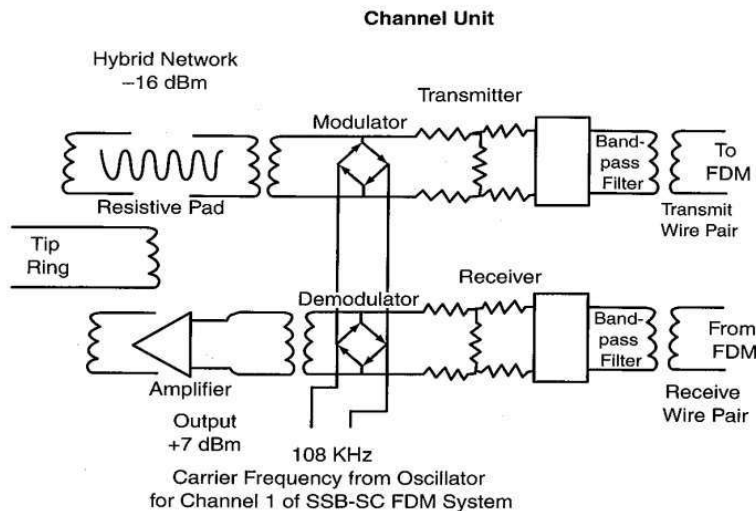 Channel Unit
Hybrid Network
–16 dBm
Transmitter
Modulator
Band-
pass
Filter
To
FDM
Resistive Pad
Transmit
Wire Pair
Tip
Ring
Receiver
Demodulator
Band-
pass
Filter
From
FDM
Amplifier
Receive
Wire Pair
Output
+7 dBm
108 KHz
Carrier Frequency from Oscillator
for Channel 1 of SSB-SC FDM System